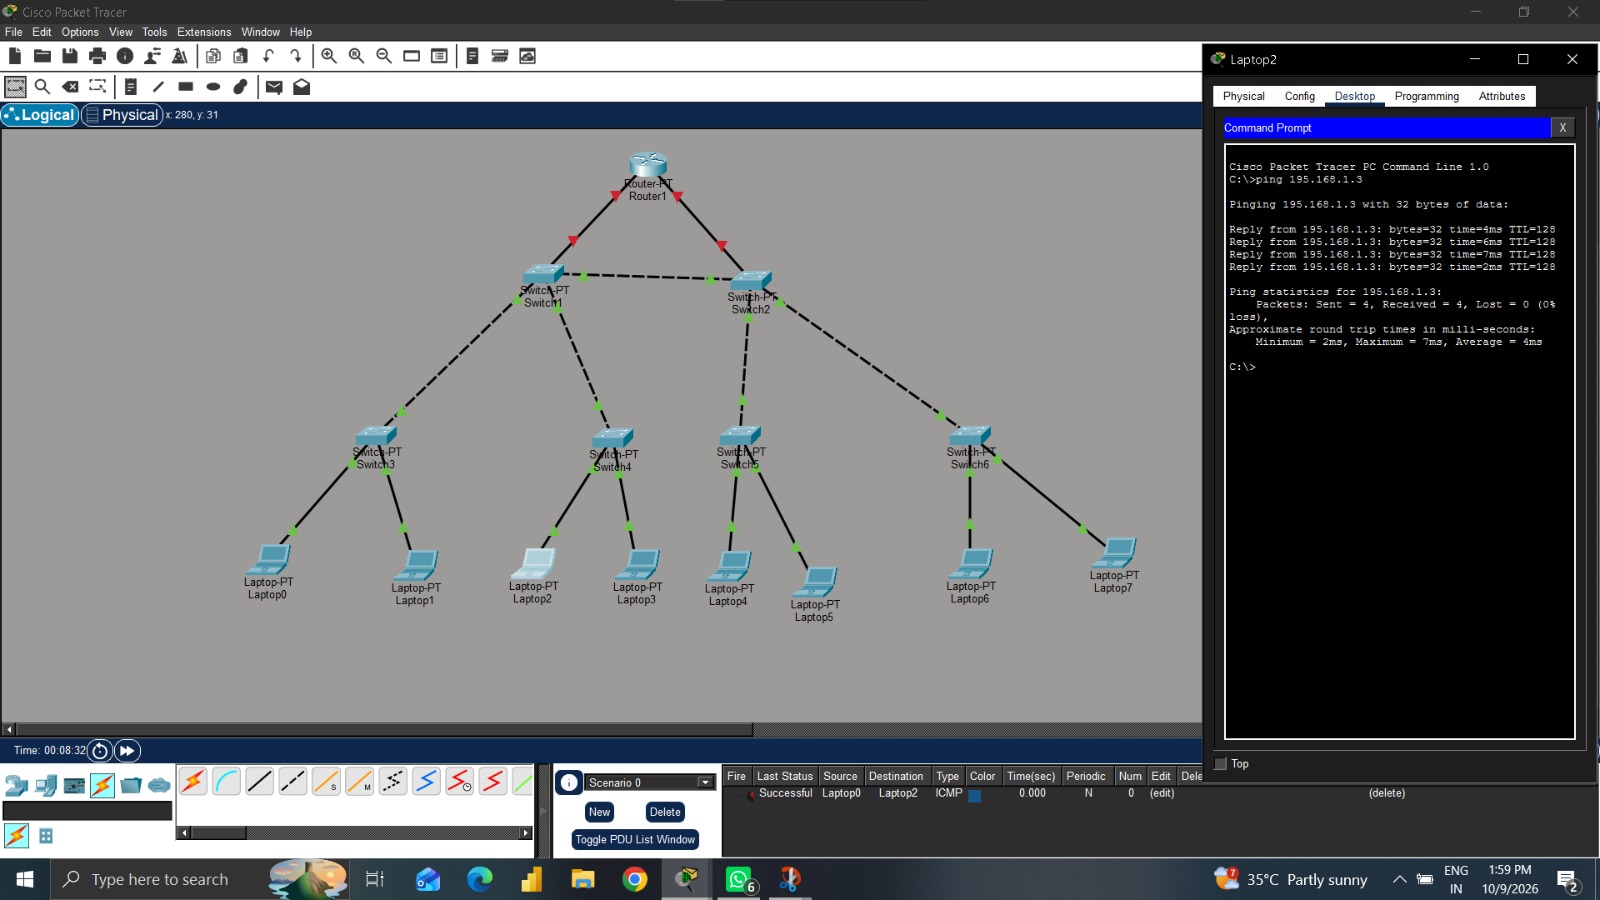 Cisco Packet Tracer
File Edit Options View Tools Extensions Window Help
Logical Physical x: 280, y: 31
Router-PT
Router1
Switch-PT
Switch1
Switch-PT
Switch2
Switch-PT
Switch3
Switch-PT
Switch4
Switch-PT
Switch5
Switch-PT
Switch6
Laptop-PT
Laptop0
Laptop-PT
Laptop1
Laptop-PT
Laptop2
Laptop-PT
Laptop3
Laptop-PT
Laptop4
Laptop-PT
Laptop5
Laptop-PT
Laptop6
Laptop-PT
Laptop7
Laptop2
Physical Config Desktop Programming Attributes
Command Prompt X
Cisco Packet Tracer PC Command Line 1.0
C:\>ping 195.168.1.3
Pinging 195.168.1.3 with 32 bytes of data:
Reply from 195.168.1.3: bytes=32 time=4ms TTL=128
Reply from 195.168.1.3: bytes=32 time=6ms TTL=128
Reply from 195.168.1.3: bytes=32 time=7ms TTL=128
Reply from 195.168.1.3: bytes=32 time=2ms TTL=128
Ping statistics for 195.168.1.3:
Packets: Sent = 4, Received = 4, Lost = 0 (0%
loss),
Approximate round trip times in milli-seconds:
Minimum = 2ms, Maximum = 7ms, Average = 4ms
C:\>
Top
Time: 00:08:32
S M
Scenario 0
New Delete
Toggle PDU List Window
Fire Last Status Source Destination Type Color Time(sec) Periodic Num Edit Dele
Successful Laptop0 Laptop2 ICMP 0.000 N 0 (edit) (delete)
Type here to search
6
7
35°C Partly sunny
ENG
IN
1:59 PM
10/9/2026
2